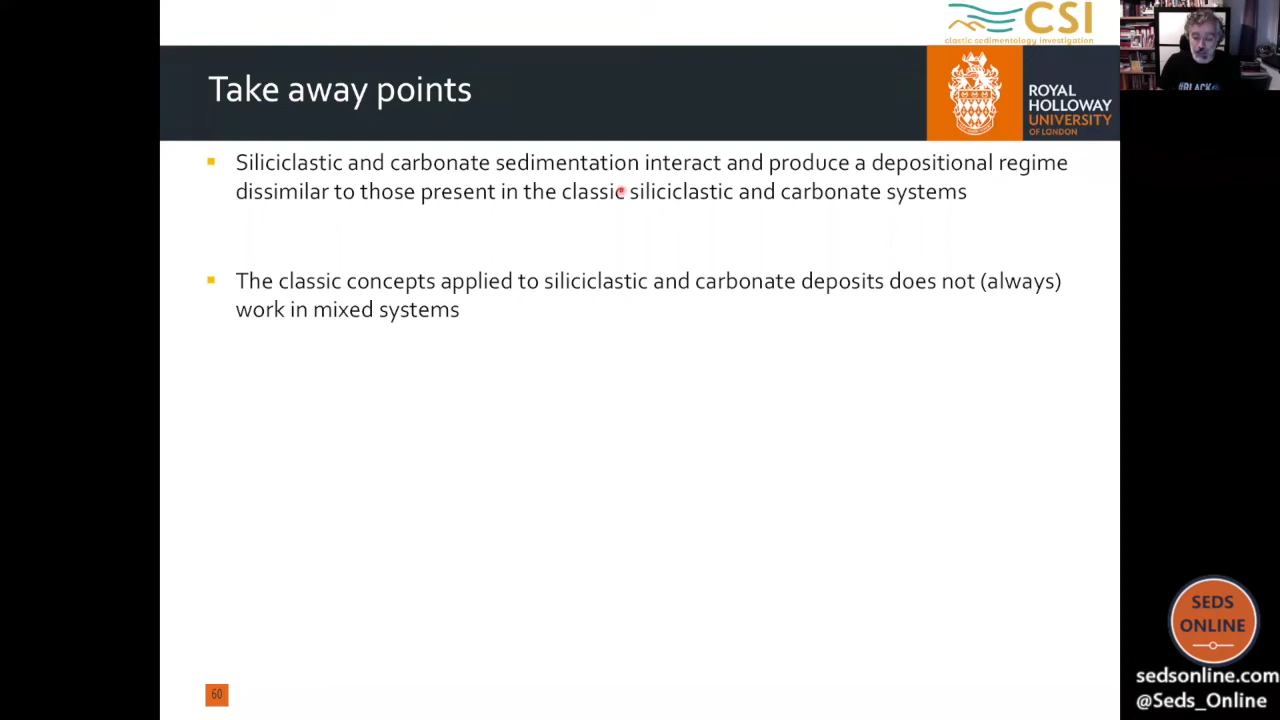 CSI
clastic sedimentology investigation
Take away points
ROYAL
HOLLOWAY
UNIVERSITY
OF LONDON
#BLACK
Siliciclastic and carbonate sedimentation interact and produce a depositional regime
dissimilar to those present in the classic siliciclastic and carbonate systems
The classic concepts applied to siliciclastic and carbonate deposits does not (always)
work in mixed systems
60
SEDS
ONLINE
sedsonline.com
@Seds_Online